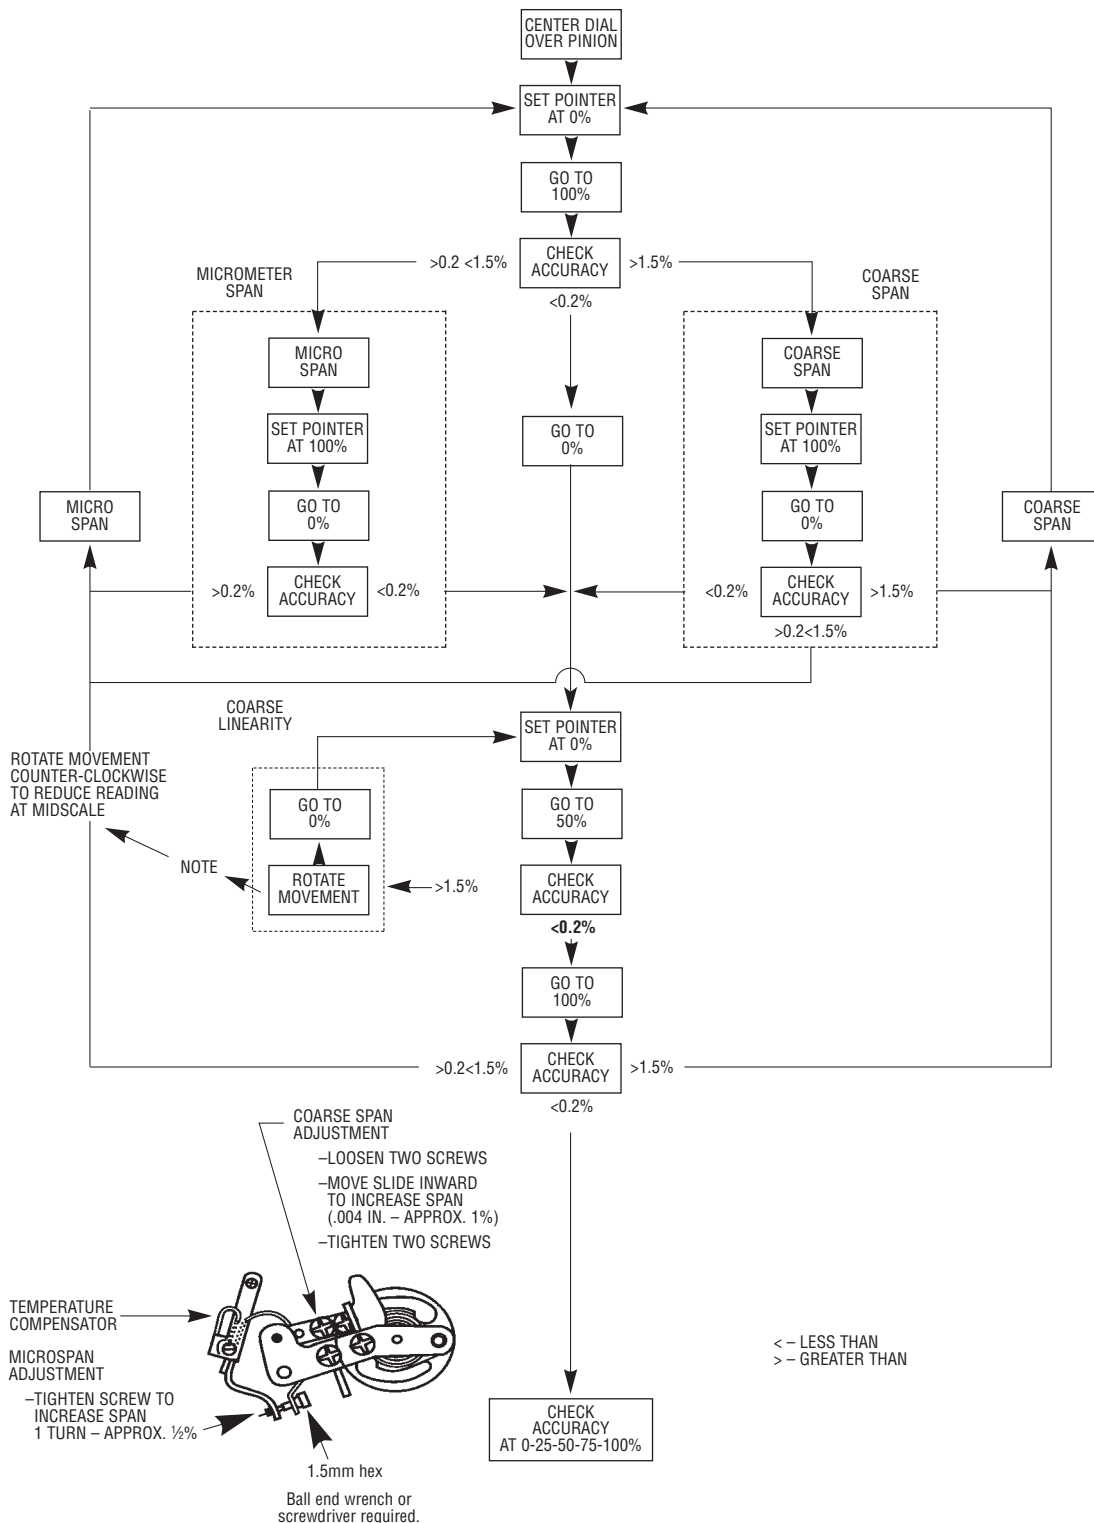 CENTER DIAL
OVER PINION
SET POINTER
AT 0%
GO TO
100%
CHECK
ACCURACY
>0.2 <1.5%
>1.5%
<0.2%
MICROMETER
SPAN
COARSE
SPAN
MICRO
SPAN
SET POINTER
AT 100%
GO TO
0%
CHECK
ACCURACY
>0.2%
<0.2%
GO TO
0%
COARSE
SPAN
SET POINTER
AT 100%
GO TO
0%
CHECK
ACCURACY
<0.2%
>1.5%
>0.2<1.5%
MICRO
SPAN
COARSE
SPAN
COARSE
LINEARITY
SET POINTER
AT 0%
GO TO
50%
CHECK
ACCURACY
<0.2%
GO TO
0%
ROTATE
MOVEMENT
>1.5%
NOTE
ROTATE MOVEMENT
COUNTER-CLOCKWISE
TO REDUCE READING
AT MIDSCALE
GO TO
100%
CHECK
ACCURACY
>0.2<1.5%
>1.5%
<0.2%
COARSE SPAN
ADJUSTMENT
–LOOSEN TWO SCREWS
–MOVE SLIDE INWARD
TO INCREASE SPAN
(.004 IN. – APPROX. 1%)
–TIGHTEN TWO SCREWS
TEMPERATURE
COMPENSATOR
MICROSPAN
ADJUSTMENT
–TIGHTEN SCREW TO
INCREASE SPAN
1 TURN – APPROX. ½%
1.5mm hex
Ball end wrench or
screwdriver required.
< – LESS THAN
> – GREATER THAN
CHECK
ACCURACY
AT 0-25-50-75-100%